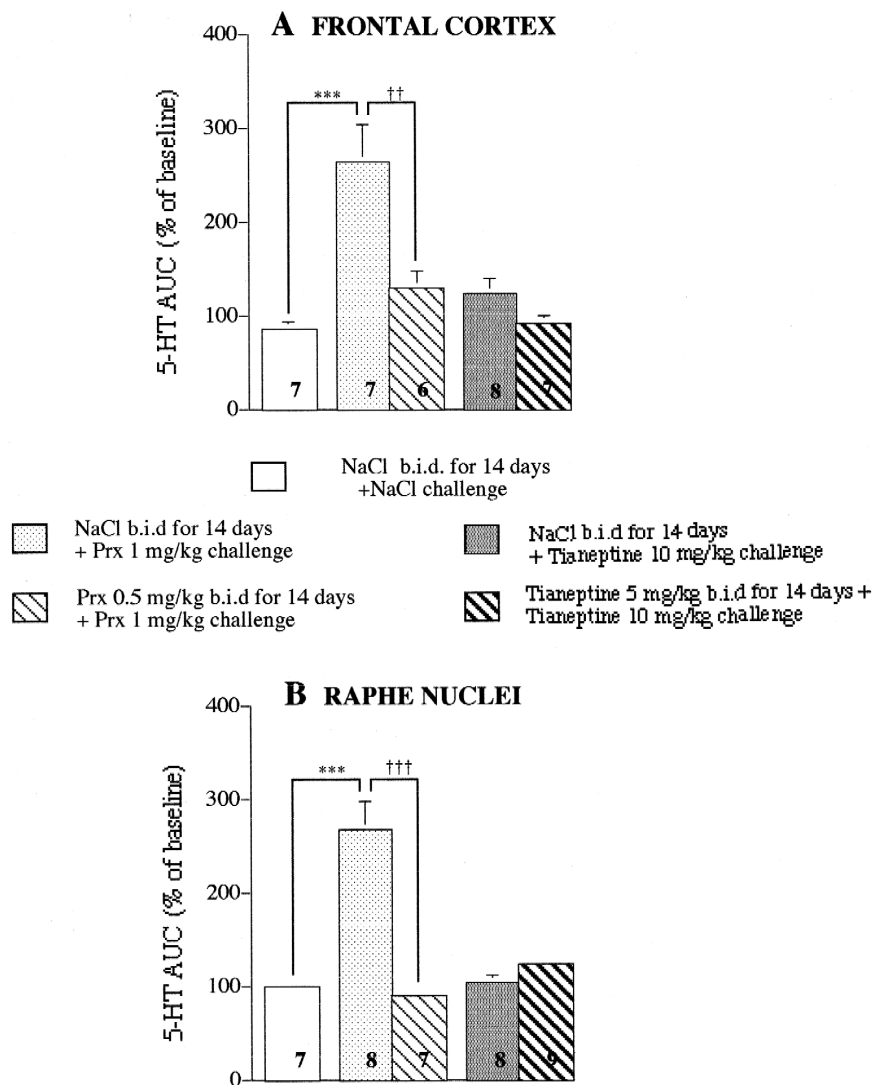 A FRONTAL CORTEX
400
300
200
100
0
5-HT AUC (% of baseline)
***
††
7
7
6
8
7
NaCl b.i.d. for 14 days
+NaCl challenge
NaCl b.i.d for 14 days
+ Prx 1 mg/kg challenge
NaCl b.i.d for 14 days
+ Tianeptine 10 mg/kg challenge
Prx 0.5 mg/kg b.i.d for 14 days
+ Prx 1 mg/kg challenge
Tianeptine 5 mg/kg b.i.d for 14 days +
Tianeptine 10 mg/kg challenge
B RAPHE NUCLEI
400
300
200
100
0
5-HT AUC (% of baseline)
***
†††
7
8
7
8
9